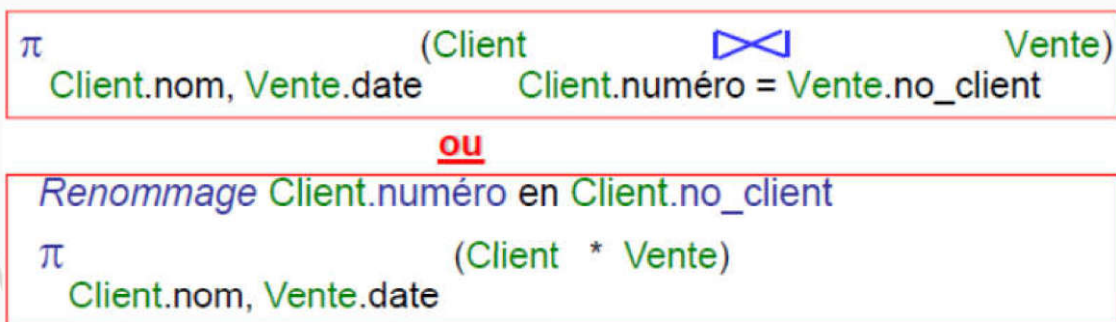 π (Client ⋈ Vente)
Client.nom, Vente.date Client.numéro = Vente.no_client
ou
Renommage Client.numéro en Client.no_client
π (Client * Vente)
Client.nom, Vente.date